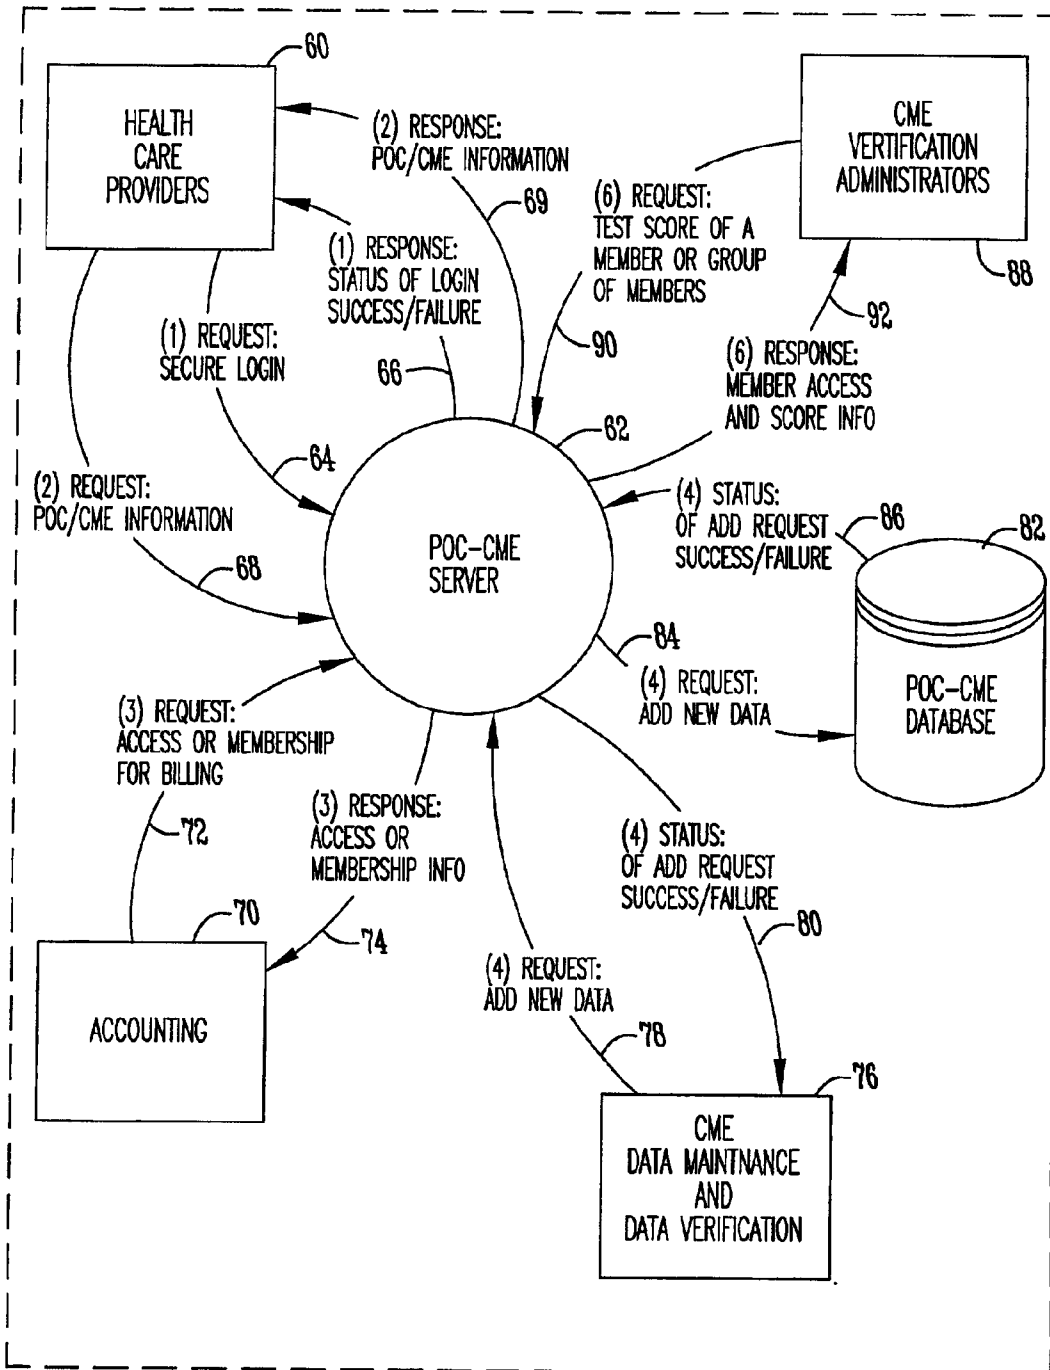 60
HEALTH
CARE
PROVIDERS
(2) RESPONSE:
POC/CME INFORMATION
69
CME
VERTIFICATION
ADMINISTRATORS
88
(1) RESPONSE:
STATUS OF LOGIN
SUCCESS/FAILURE
66
(6) REQUEST:
TEST SCORE OF A
MEMBER OR GROUP
OF MEMBERS
90
92
(6) RESPONSE:
MEMBER ACCESS
AND SCORE INFO
(1) REQUEST:
SECURE LOGIN
64
62
(2) REQUEST:
POC/CME INFORMATION
68
POC-CME
SERVER
(4) STATUS:
OF ADD REQUEST
SUCCESS/FAILURE
86
82
84
(4) REQUEST:
ADD NEW DATA
POC-CME
DATABASE
(3) REQUEST:
ACCESS OR MEMBERSHIP
FOR BILLING
72
(3) RESPONSE:
ACCESS OR
MEMBERSHIP INFO
74
(4) STATUS:
OF ADD REQUEST
SUCCESS/FAILURE
80
70
ACCOUNTING
(4) REQUEST:
ADD NEW DATA
78
76
CME
DATA MAINTNANCE
AND
DATA VERIFICATION